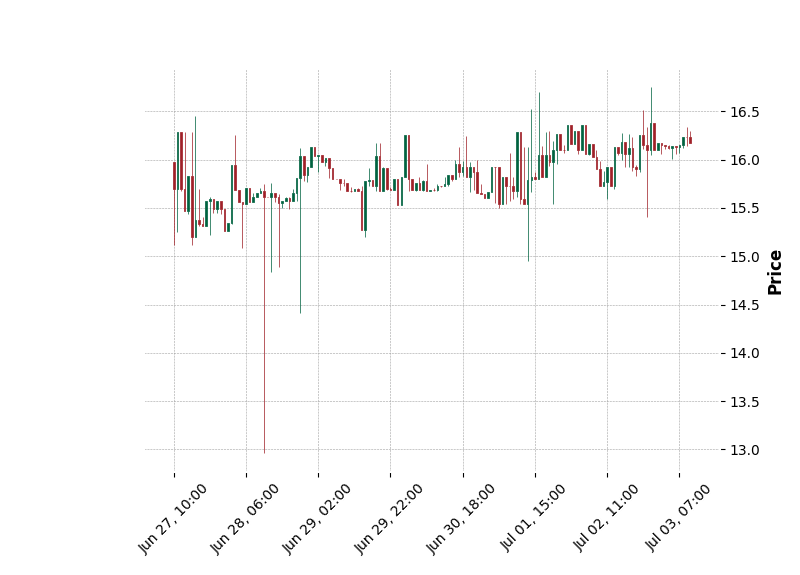 16.5
16.0
15.5
15.0
14.5
14.0
13.5
13.0
Price
Jun 27, 10:00
Jun 28, 06:00
Jun 29, 02:00
Jun 29, 22:00
Jun 30, 18:00
Jul 01, 15:00
Jul 02, 11:00
Jul 03, 07:00